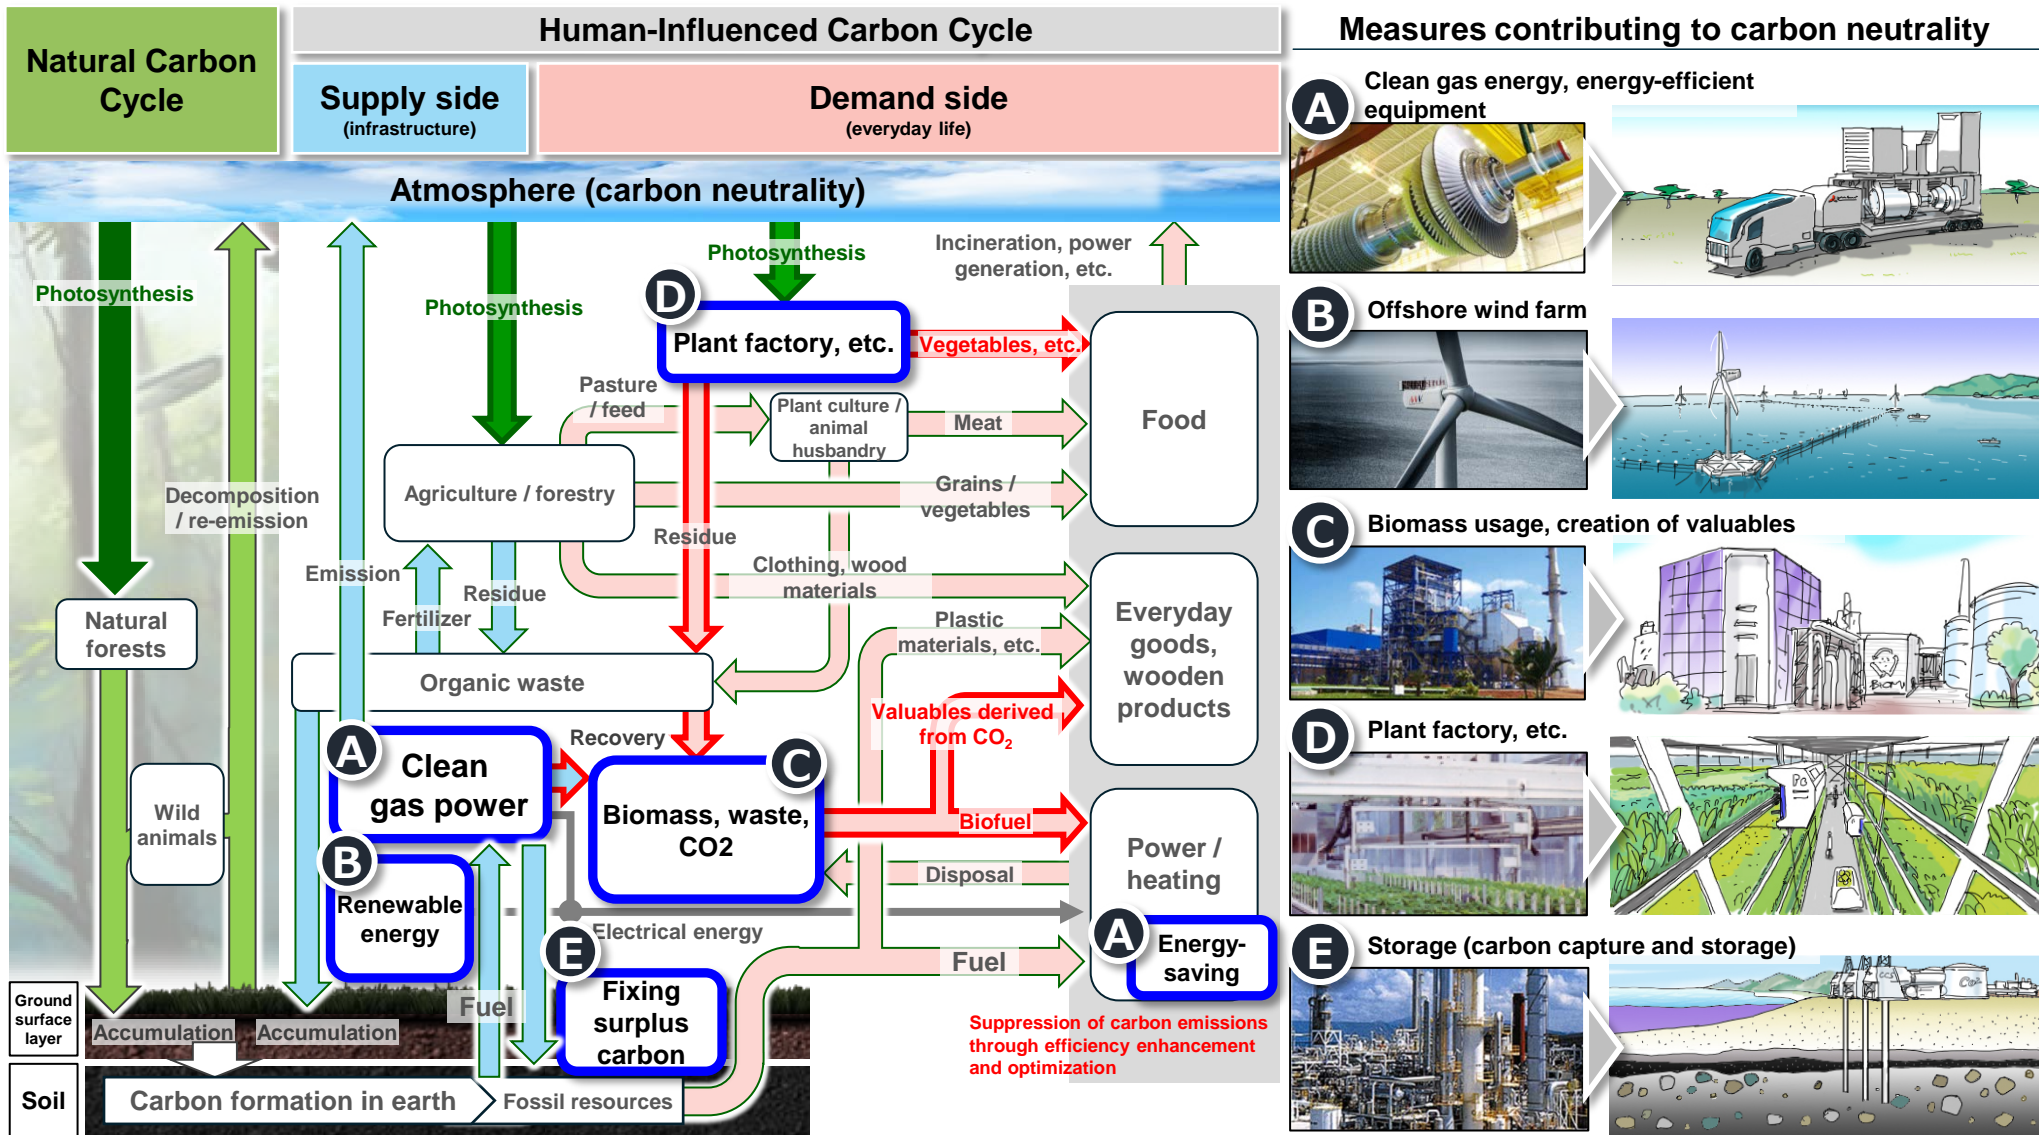 Natural Carbon
Cycle
Human-Influenced Carbon Cycle
Supply side
(infrastructure)
Demand side
(everyday life)
Atmosphere (carbon neutrality)
Photosynthesis
Decomposition
/ re-emission
Natural
forests
Wild
animals
Emission
Photosynthesis
Photosynthesis
Incineration, power
generation, etc.
D
Plant factory, etc.
Vegetables, etc.
Pasture
/ feed
Plant culture /
animal
husbandry
Meat
Food
Agriculture / forestry
Grains /
vegetables
Residue
Fertilizer
Residue
Clothing, wood
materials
Plastic
materials, etc.
Everyday
goods,
wooden
products
Organic waste
Valuables derived
from CO2
A
Clean
gas power
Recovery
C
Biomass, waste,
CO2
Biofuel
Power /
heating
Disposal
B
Renewable
energy
Electrical energy
E
Fixing
surplus
carbon
Fuel
Fuel
A
Energy-
saving
Suppression of carbon emissions
through efficiency enhancement
and optimization
Ground
surface
layer
Accumulation
Accumulation
Soil
Carbon formation in earth
Fossil resources
Measures contributing to carbon neutrality
A
Clean gas energy, energy-efficient
equipment
B
Offshore wind farm
C
Biomass usage, creation of valuables
D
Plant factory, etc.
E
Storage (carbon capture and storage)